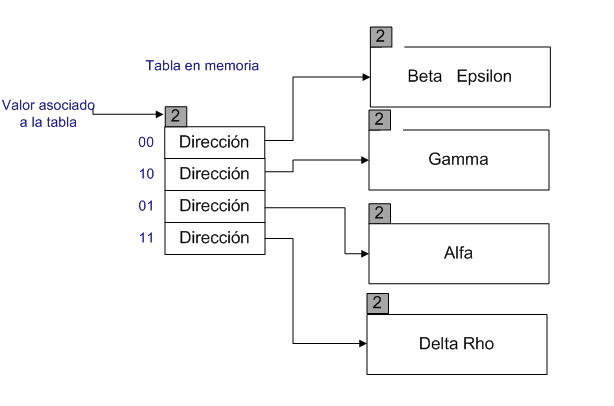 2
Tabla en memoria
Beta Epsilon
Valor asociado
a la tabla
2
2
00 Dirección
Gamma
10 Dirección
01 Dirección
2
11 Dirección
Alfa
2
Delta Rho